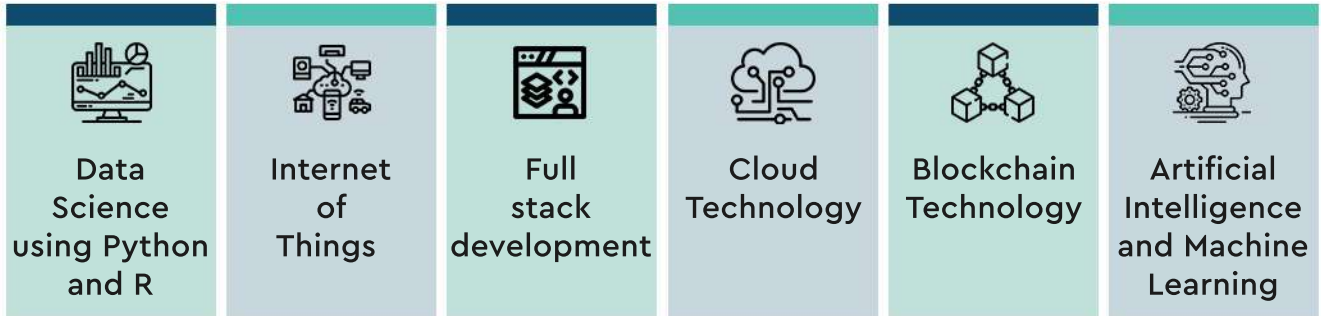 Data
Science
using Python
and R
Internet
of
Things
Full
stack
development
Cloud
Technology
Blockchain
Technology
Artificial
Intelligence
and Machine
Learning